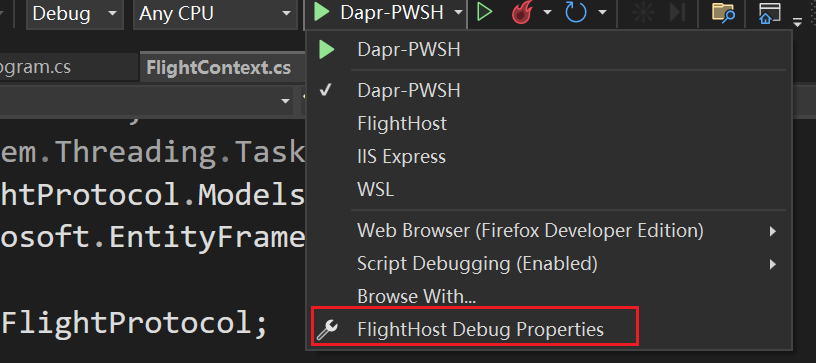 Debug
Any CPU
Dapr-PWSH
ogram.cs
FlightContext.cs
Dapr-PWSH
Dapr-PWSH
FlightHost
IIS Express
WSL
Web Browser (Firefox Developer Edition)
Script Debugging (Enabled)
Browse With...
FlightHost Debug Properties
em.Threading.Task
htProtocol.Models
osoft.EntityFrame
FlightProtocol;